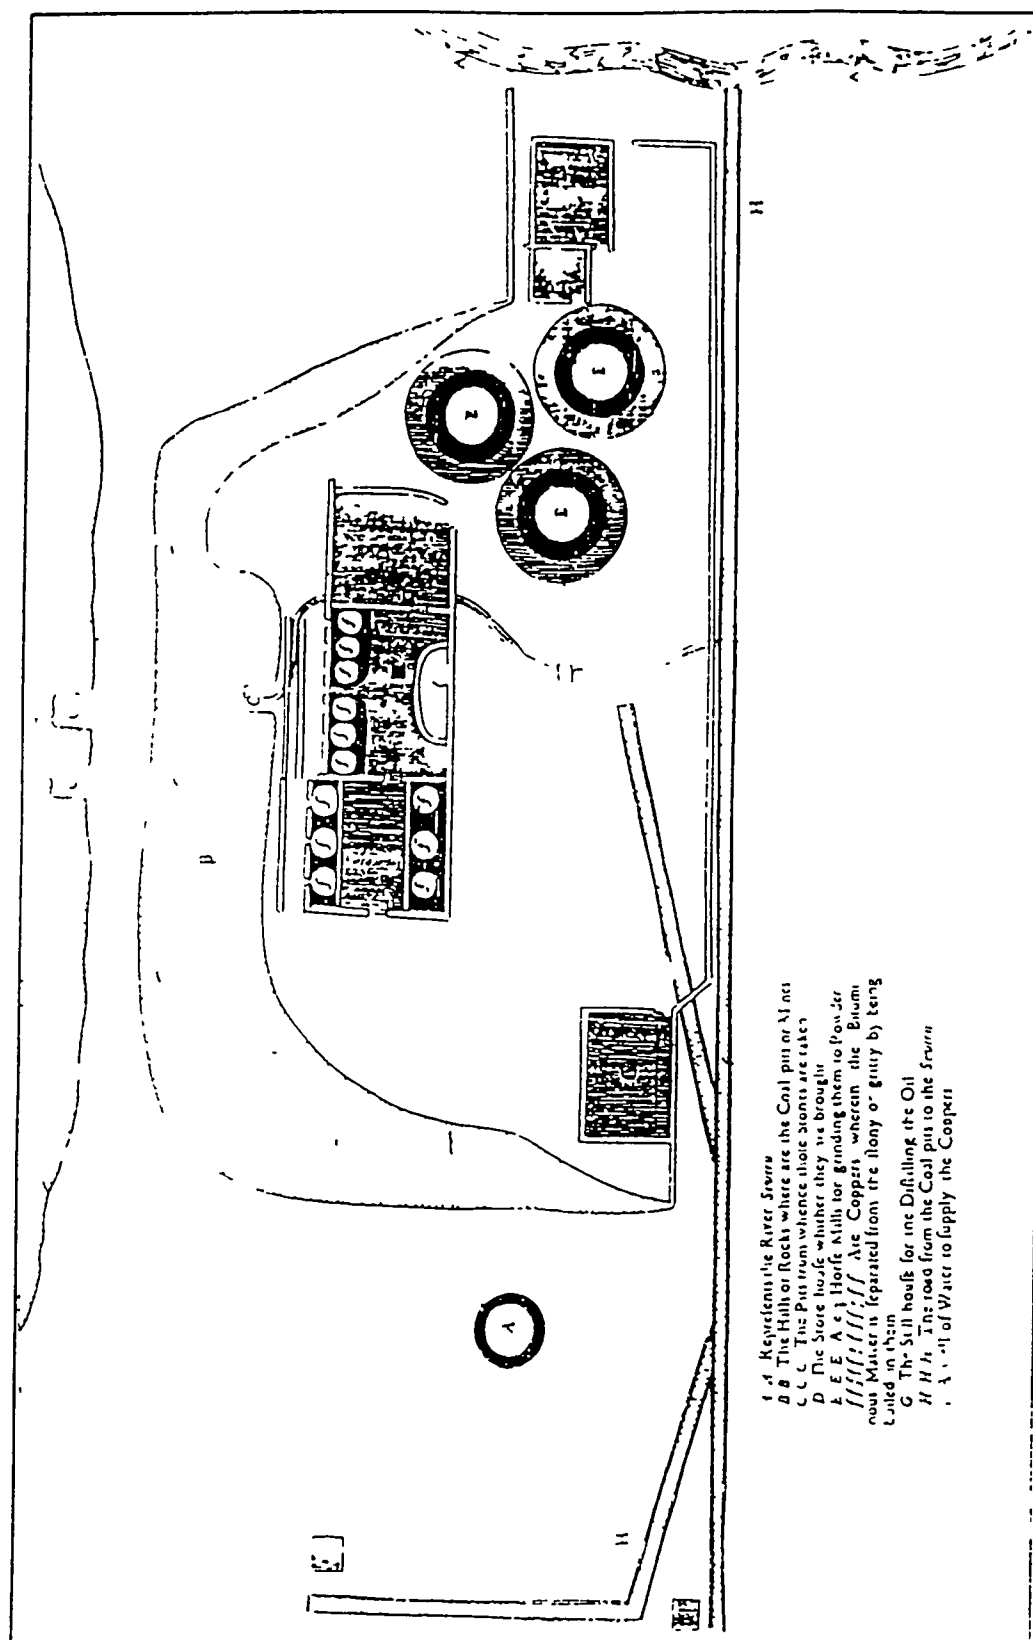 A A Represents the River Severn
B B The Hills or Rocks where are the Coal pits or Mines
C C C The Pits from whence those Stones are taken
D The Store house whither they are brought
E E E Are 3 Horse Mills for grinding them to Powder
ffffffffffff Are Coppers wherein the Bitumi
nous Matter is ſeparated from the ſtony or gritty by being
boiled in them
G The Still houſe for the Diſtilling the Oil
H H H The road from the Coal pits to the Severn
of Water to ſupply the Coppers
H
E
E
E
f
f
f
f
f
f
f
f
f
f
f
f
B
H